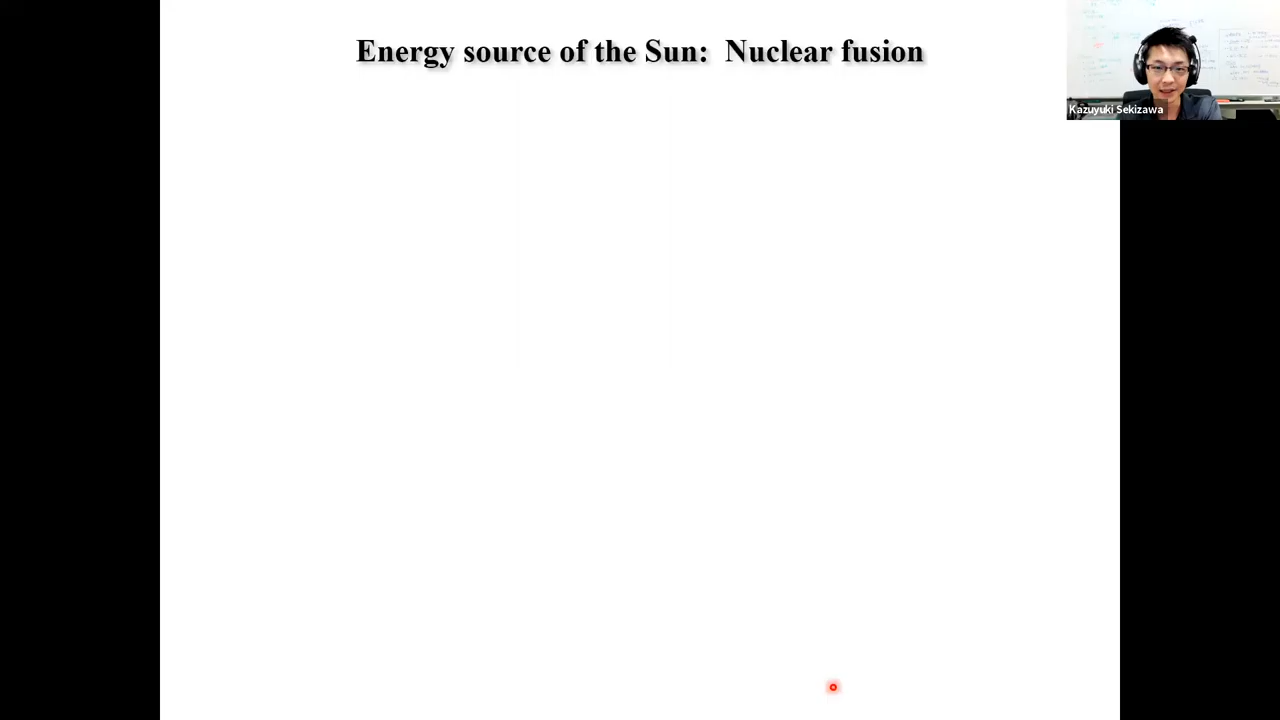 Energy source of the Sun: Nuclear fusion
Kazuyuki Sekizawa